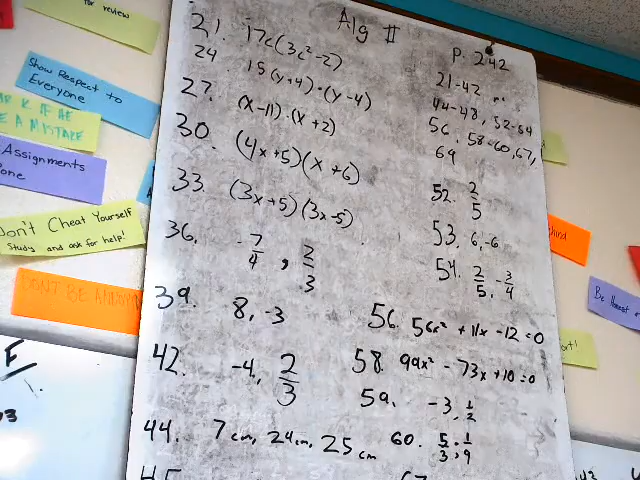 for review
Show Respect to
Everyone
Assignments
Don't Cheat Yourself
Study and ask for help!
DON'T BE
Alg II
P. 242
21-42
44-48, 52-54
56, 58-60, 67,
69
21. 17c(3c²-2)
24 15(y+4)·(y-4)
27. (x-11)·(x+2)
30. (4x+5)(x+6)
33. (3x+5)(3x-5)
36. -7/4, 2/3
39. 8, -3
42. -4, 2/3
44. 7cm, 24cm, 25cm
45.
52. 2/5
53. 6, -6
54. 2/5, -3/4
56. 56x² + 11x - 12 = 0
58. 99x² - 73x + 10 = 0
59. -3, 1/2
60. 5/3, 1/9
Be Honest